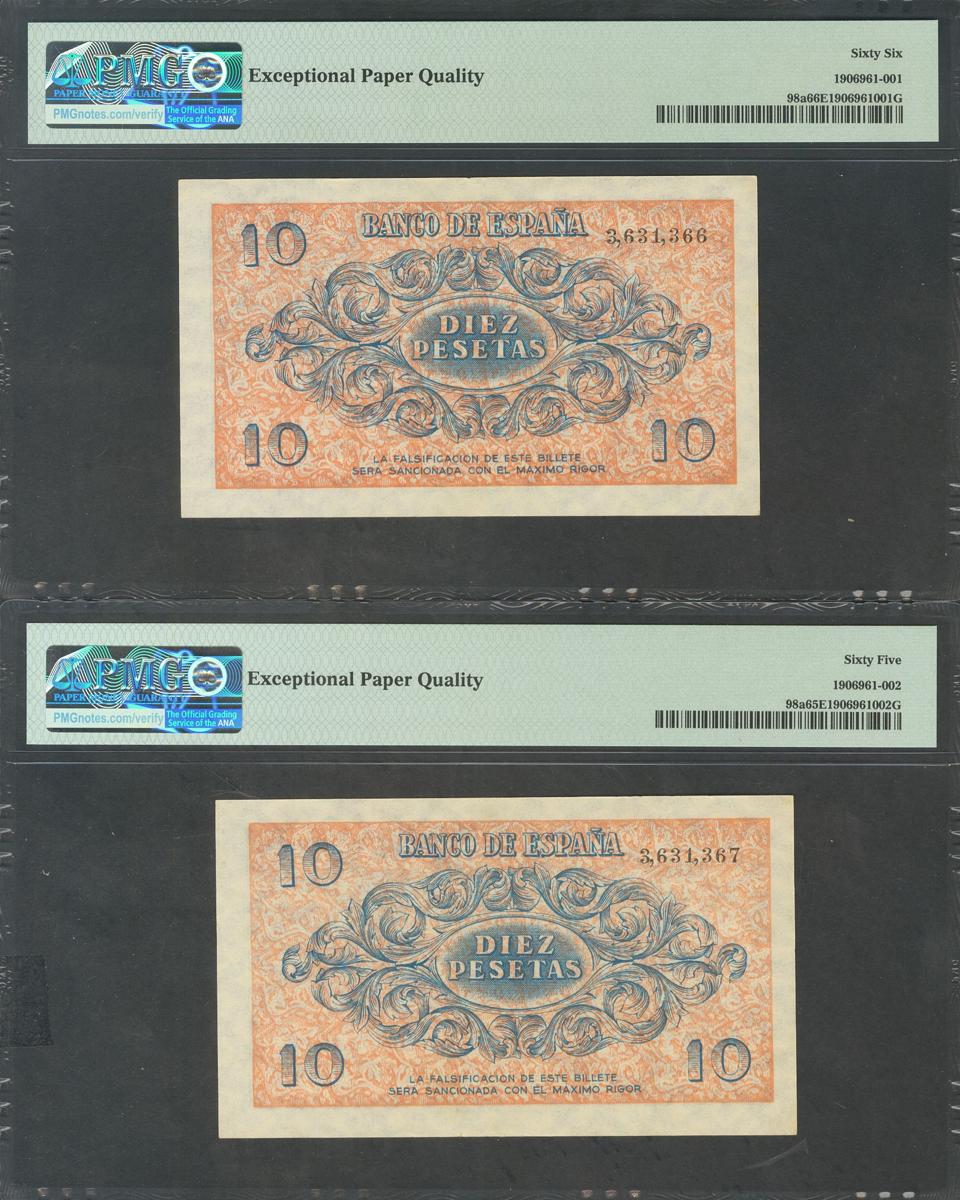 PMG
PAPER MONEY GUARANTY
PMGnotes.com/verify
The Official Grading
Service of the ANA
Exceptional Paper Quality
Sixty Six
1906961-001
98a66E1906961001G
BANCO DE ESPAÑA
10
3,631,366
DIEZ
PESETAS
10
10
LA FALSIFICACION DE ESTE BILLETE
SERA SANCIONADA CON EL MAXIMO RIGOR
PMG
PAPER MONEY GUARANTY
PMGnotes.com/verify
The Official Grading
Service of the ANA
Exceptional Paper Quality
Sixty Five
1906961-002
98a65E1906961002G
BANCO DE ESPAÑA
10
3,631,367
DIEZ
PESETAS
10
10
LA FALSIFICACION DE ESTE BILLETE
SERA SANCIONADA CON EL MAXIMO RIGOR